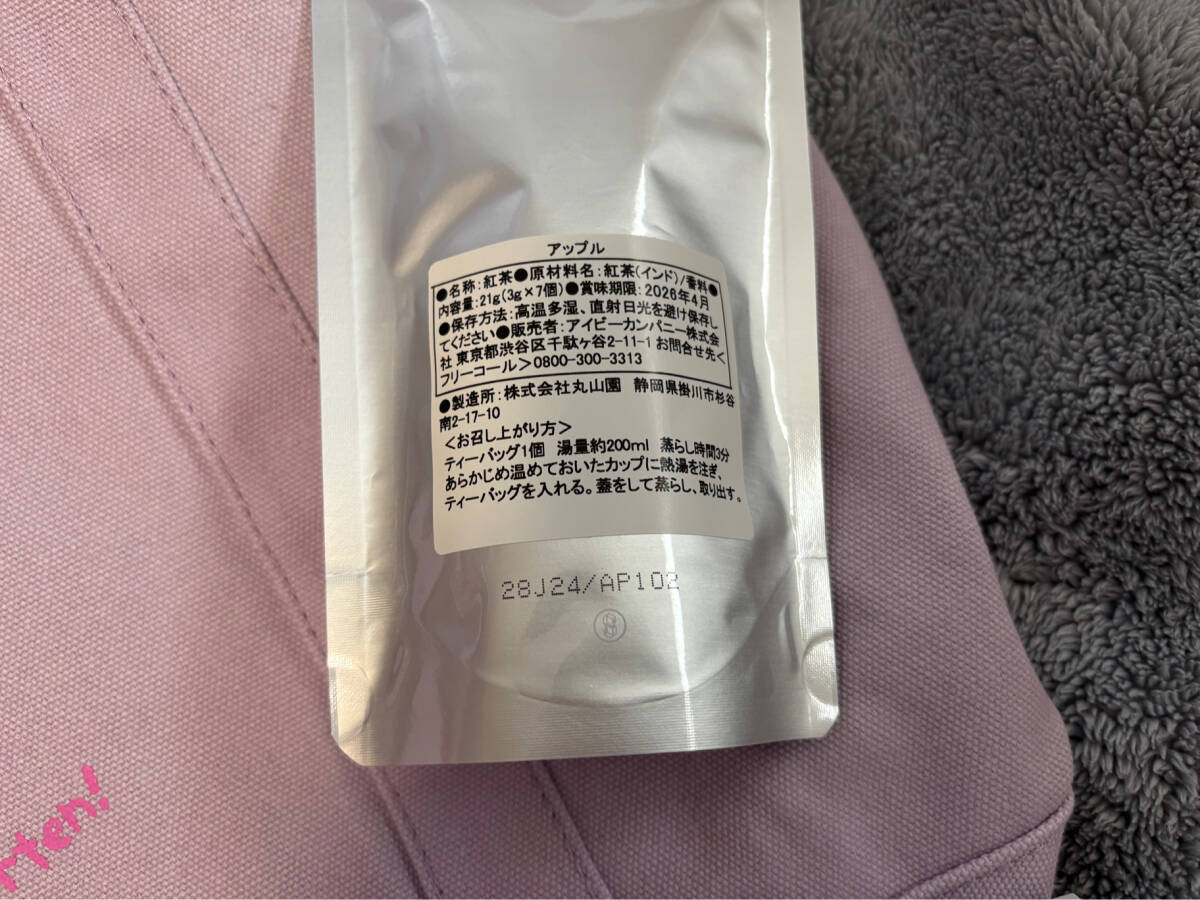 アップル
●名称:紅茶●原材料名:紅茶(インド)/香料●
内容量:21g(3g×7個)●賞味期限:2026年4月
●保存方法:高温多湿、直射日光を避け保存し
てください●販売者:アイビーカンパニー株式会
社 東京都渋谷区千駄ヶ谷2-11-1 お問合せ先<
フリーコール>0800-300-3313
●製造所:株式会社丸山園 静岡県掛川市杉谷
南2-17-10
<お召し上がり方>
ティーバッグ1個 湯量約200ml 蒸らし時間3分
あらかじめ温めておいたカップに熱湯を注ぎ、
ティーバッグを入れる。蓋をして蒸らし、取り出す。
28J24/AP102
rten!